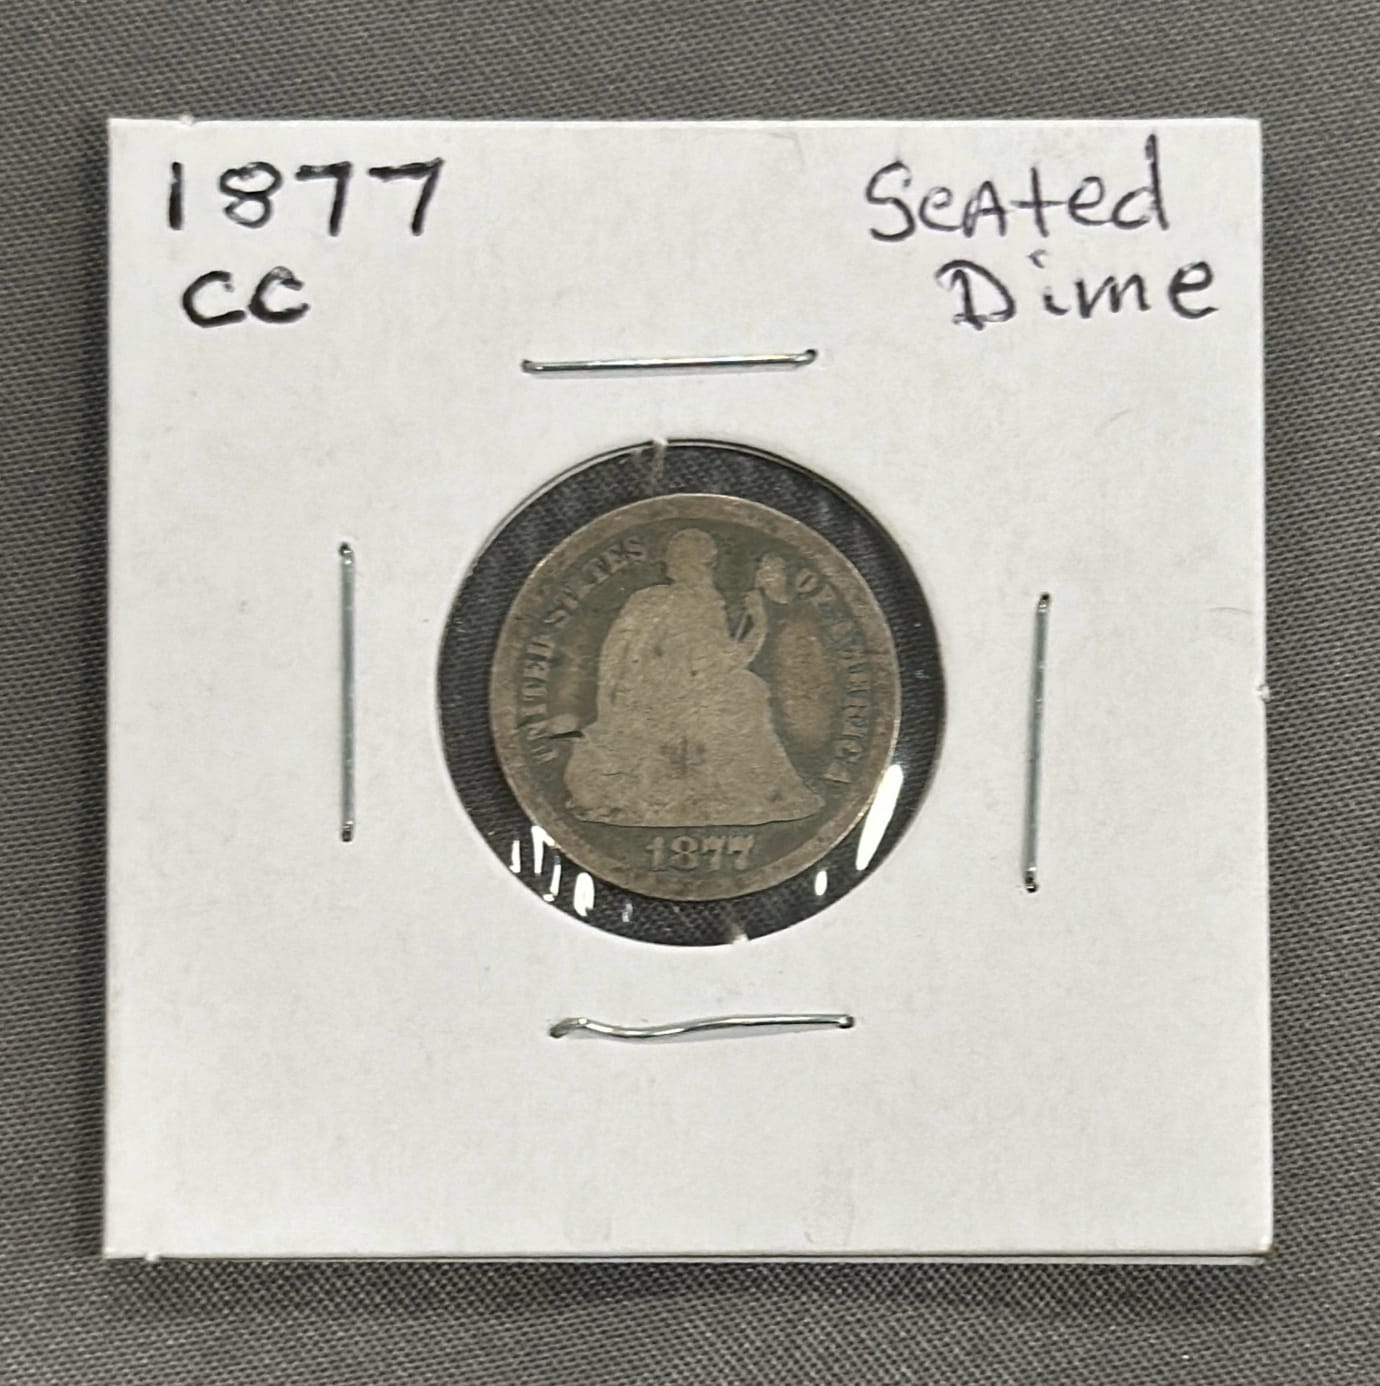 1877
CC
Seated
Dime
UNITED STATES OF AMERICA
1877